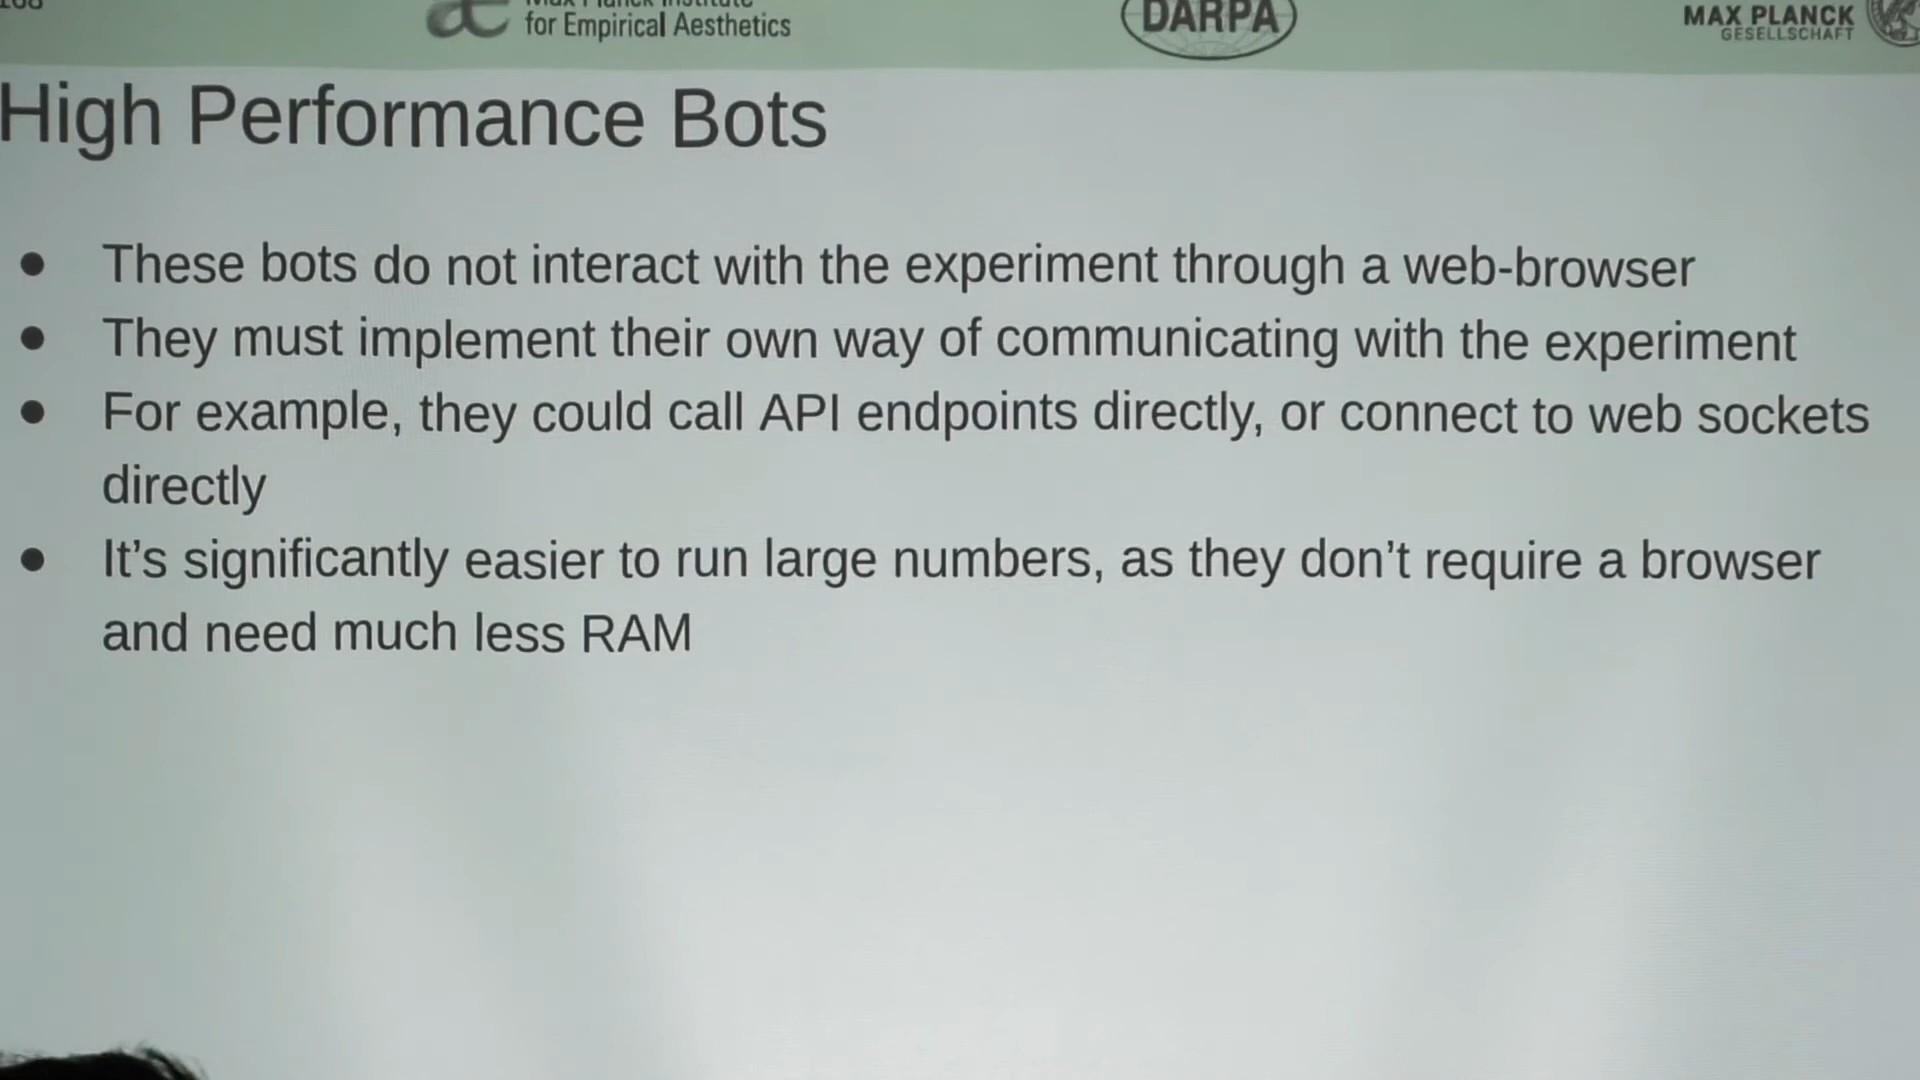 for Empirical Aesthetics
DARPA
MAX PLANCK
GESELLSCHAFT
High Performance Bots
● These bots do not interact with the experiment through a web-browser
● They must implement their own way of communicating with the experiment
● For example, they could call API endpoints directly, or connect to web sockets
directly
● It’s significantly easier to run large numbers, as they don’t require a browser
and need much less RAM